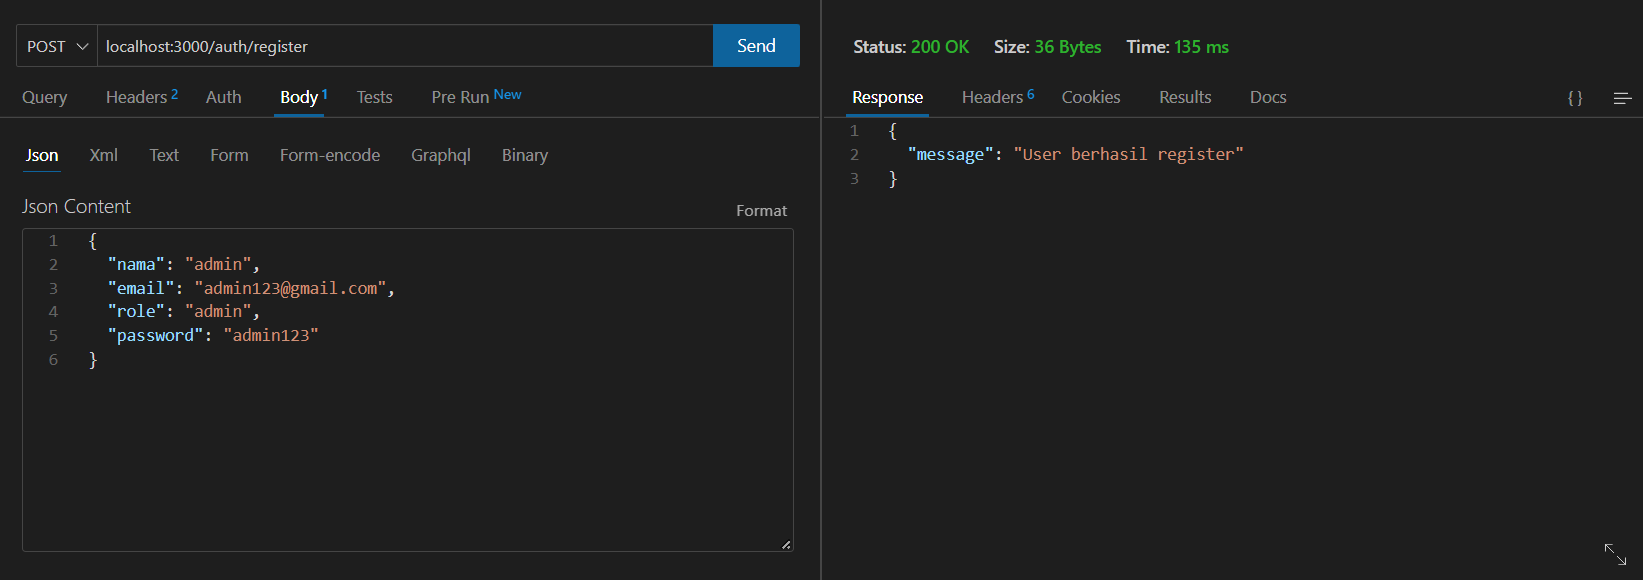 POST localhost:3000/auth/register Send
Query Headers 2 Auth Body 1 Tests Pre Run New
Json Xml Text Form Form-encode Graphql Binary
Json Content
Format
1 {
2 "nama": "admin",
3 "email": "admin123@gmail.com",
4 "role": "admin",
5 "password": "admin123"
6 }
Status: 200 OK Size: 36 Bytes Time: 135 ms
Response Headers 6 Cookies Results Docs { }
1 {
2 "message": "User berhasil register"
3 }